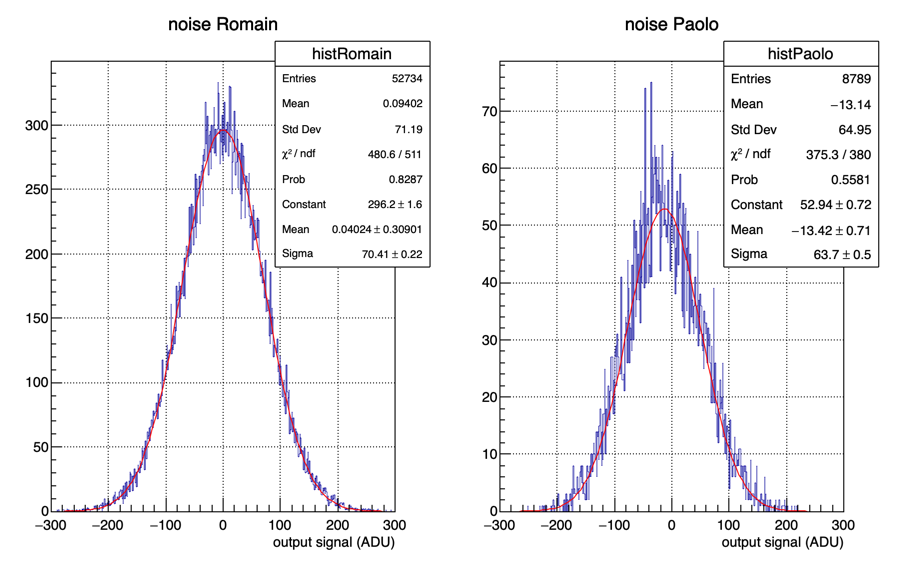 noise Romain
histRomain
Entries 52734
Mean 0.09402
Std Dev 71.19
χ² / ndf 480.6 / 511
Prob 0.8287
Constant 296.2 ± 1.6
Mean 0.04024 ± 0.30901
Sigma 70.41 ± 0.22
300
250
200
150
100
50
0
−300 −200 −100 0 100 200 300
output signal (ADU)
noise Paolo
histPaolo
Entries 8789
Mean −13.14
Std Dev 64.95
χ² / ndf 375.3 / 380
Prob 0.5581
Constant 52.94 ± 0.72
Mean −13.42 ± 0.71
Sigma 63.7 ± 0.5
70
60
50
40
30
20
10
0
−300 −200 −100 0 100 200 300
output signal (ADU)